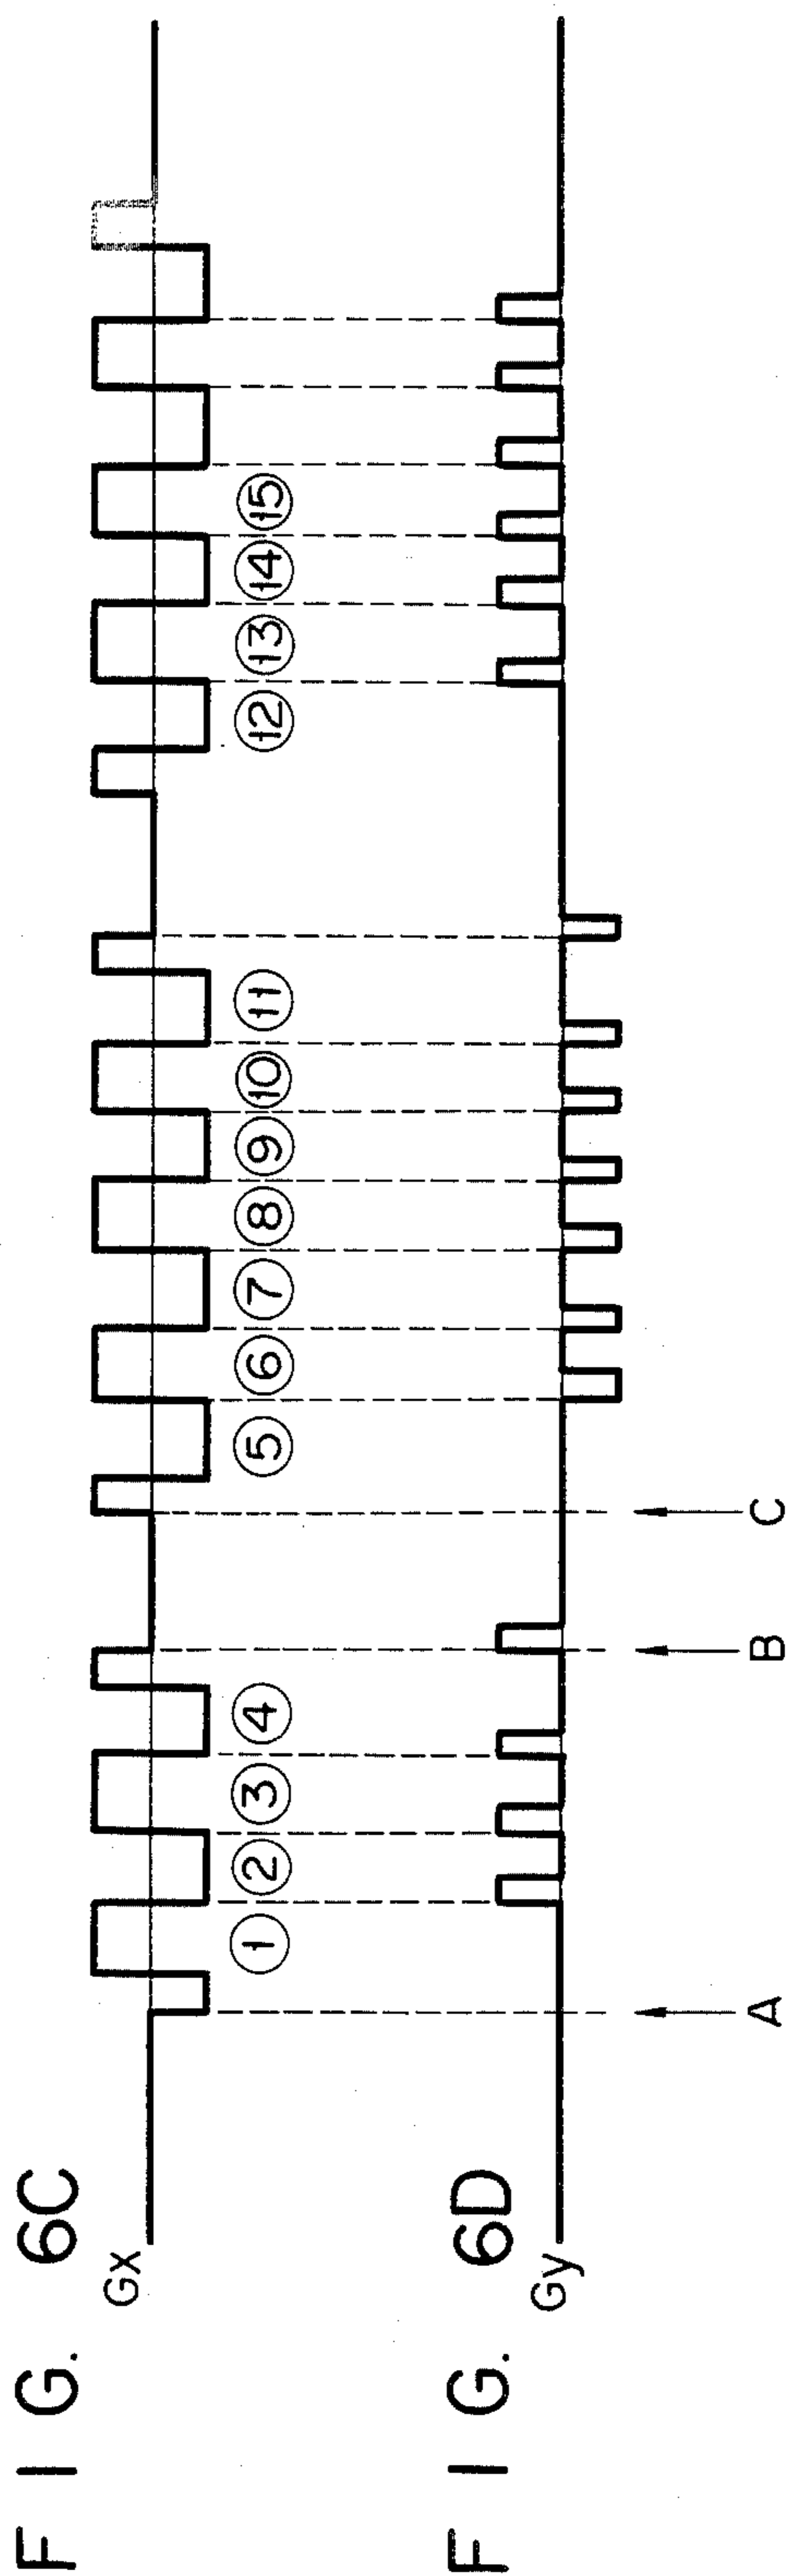 FIG. 6C
Gx
① ② ③ ④ ⑤ ⑥ ⑦ ⑧ ⑨ ⑩ ⑪ ⑫ ⑬ ⑭ ⑮
FIG. 6D
Gy
A B C